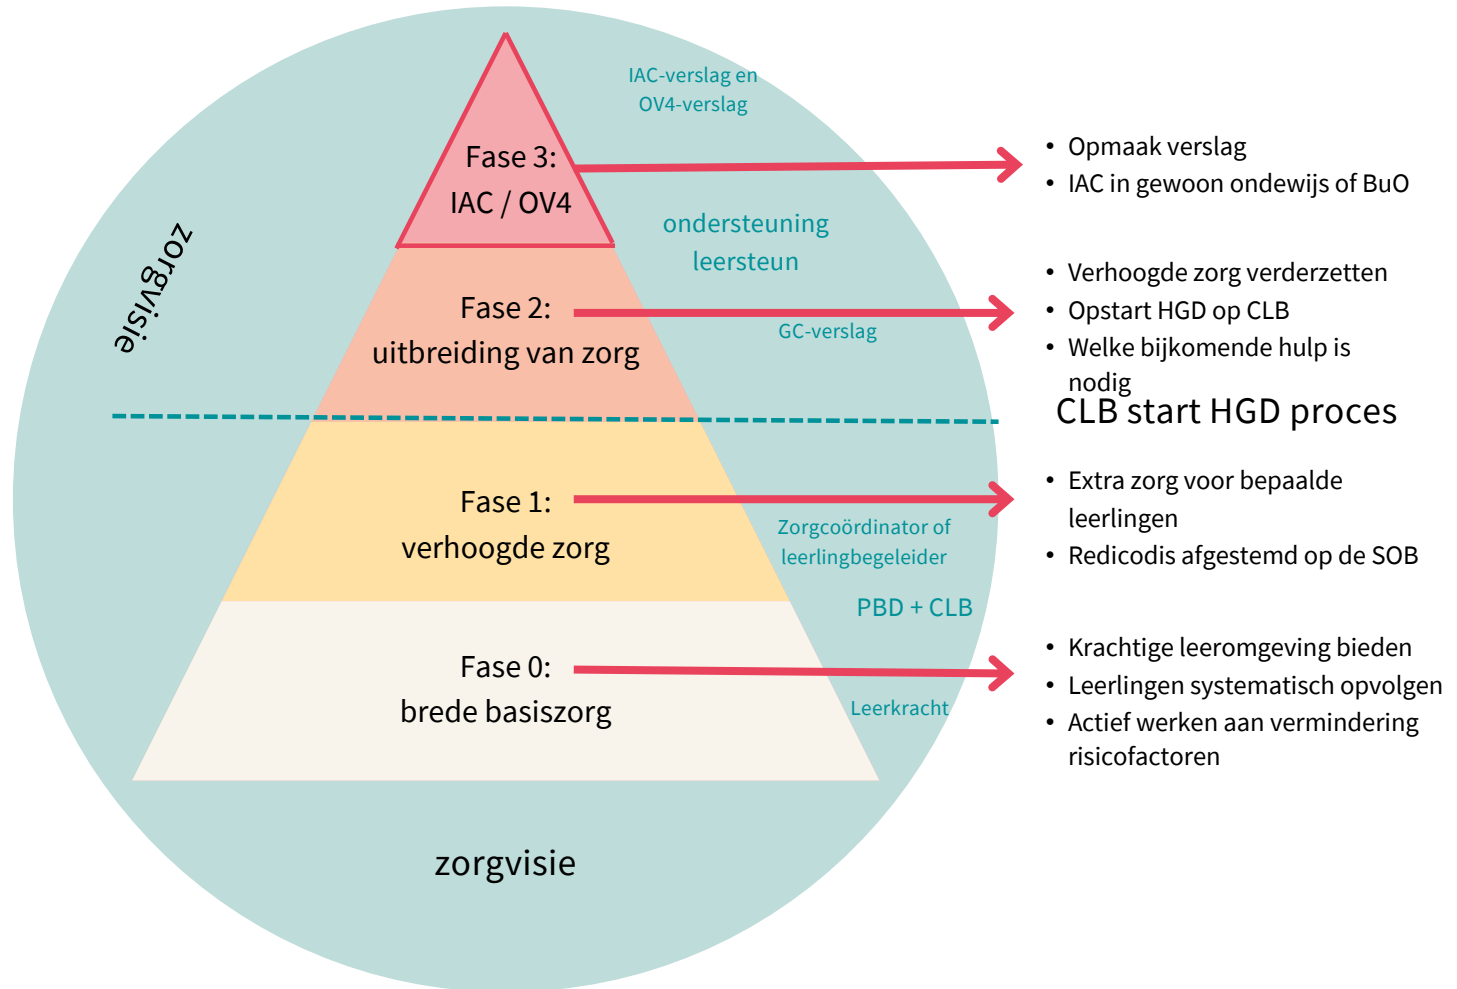 IAC-verslag en
OV4-verslag
Fase 3:
IAC / OV4
• Opmaak verslag
• IAC in gewoon ondewijs of BuO
zorgvisie
ondersteuning
leersteun
Fase 2:
uitbreiding van zorg
GC-verslag
• Verhoogde zorg verderzetten
• Opstart HGD op CLB
• Welke bijkomende hulp is
nodig
CLB start HGD proces
Fase 1:
verhoogde zorg
Zorgcoördinator of
leerlingbegeleider
• Extra zorg voor bepaalde
leerlingen
• Redicodis afgestemd op de SOB
PBD + CLB
Fase 0:
brede basiszorg
Leerkracht
• Krachtige leeromgeving bieden
• Leerlingen systematisch opvolgen
• Actief werken aan vermindering
risicofactoren
zorgvisie